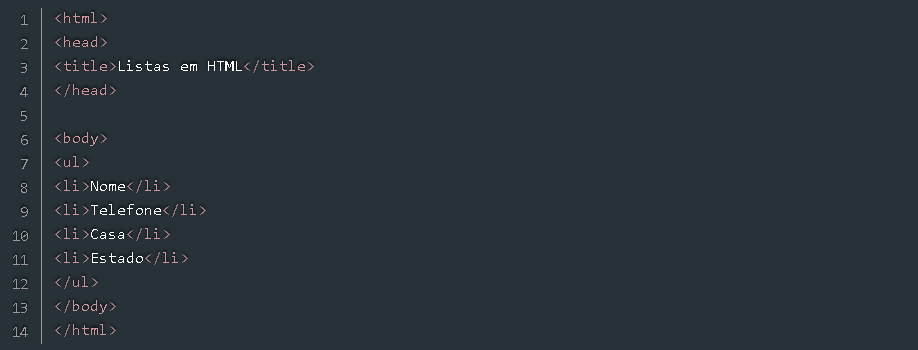 1 <html>
2 <head>
3 <title>Listas em HTML</title>
4 </head>
5
6 <body>
7 <ul>
8 <li>Nome</li>
9 <li>Telefone</li>
10 <li>Casa</li>
11 <li>Estado</li>
12 </ul>
13 </body>
14 </html>